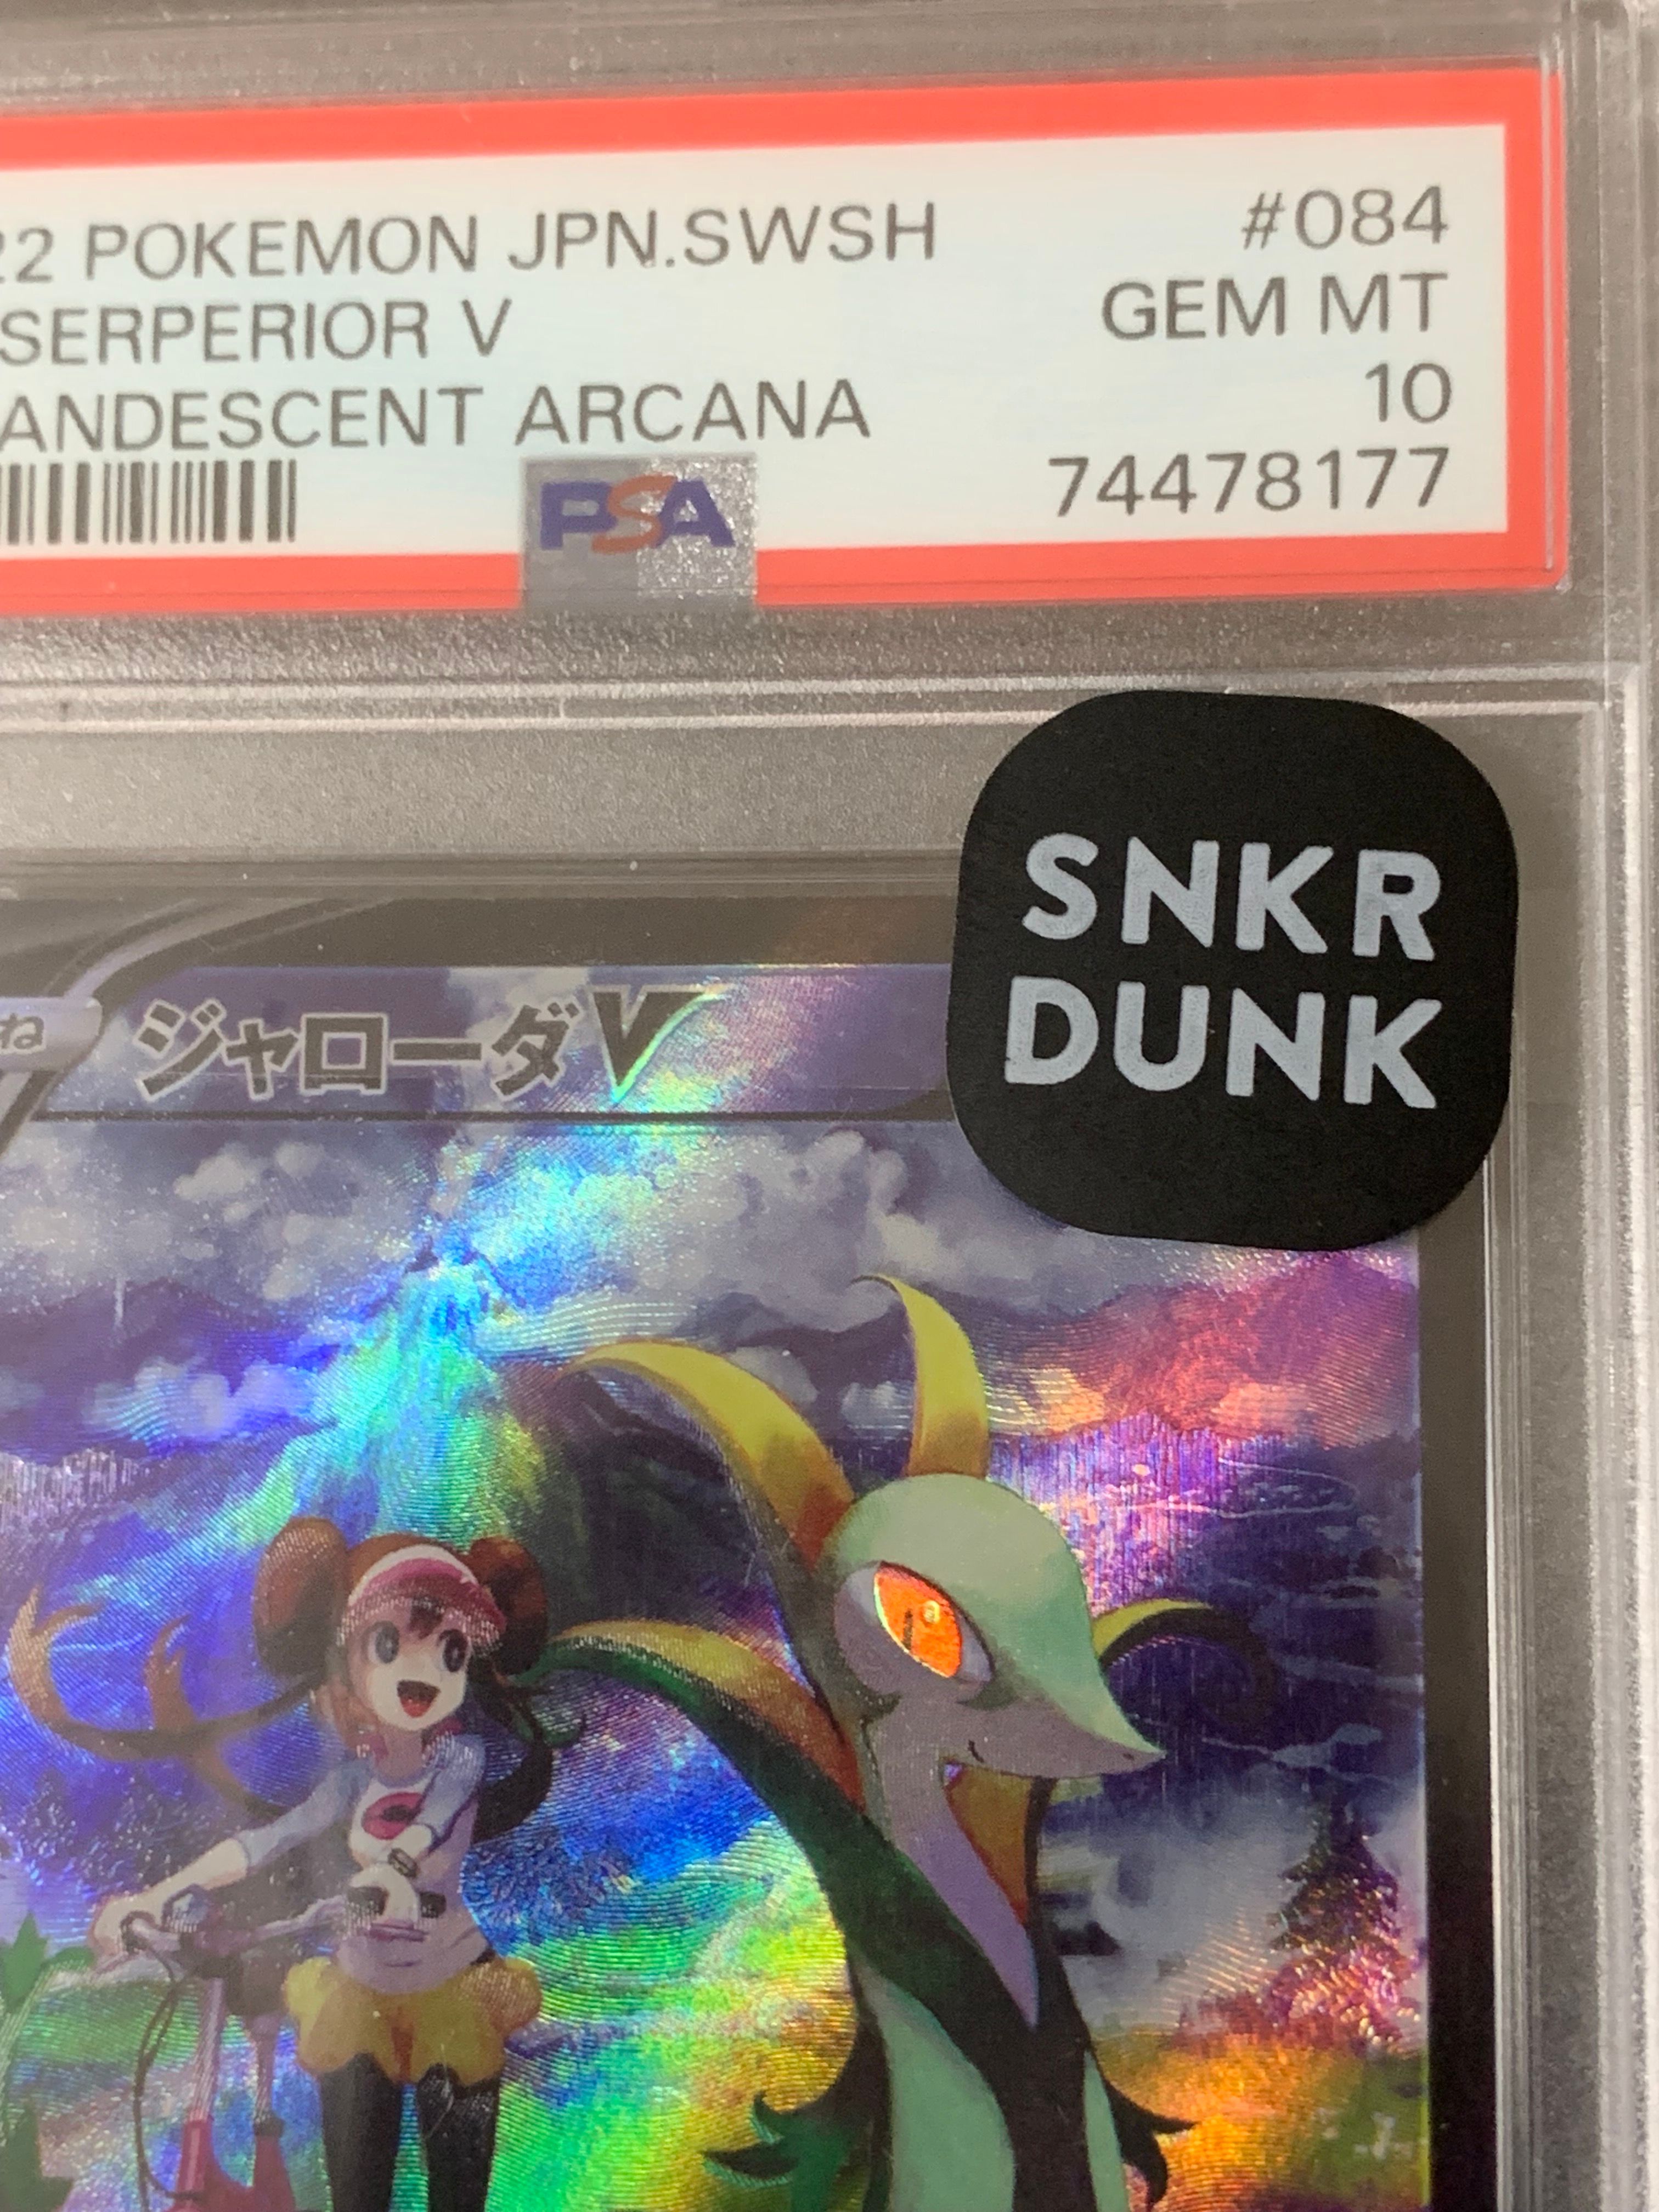 22 POKEMON JPN.SWSH #084
SERPERIOR V GEM MT
ANDESCENT ARCANA 10
PSA 74478177
SNKR
DUNK
ね ジャローダV